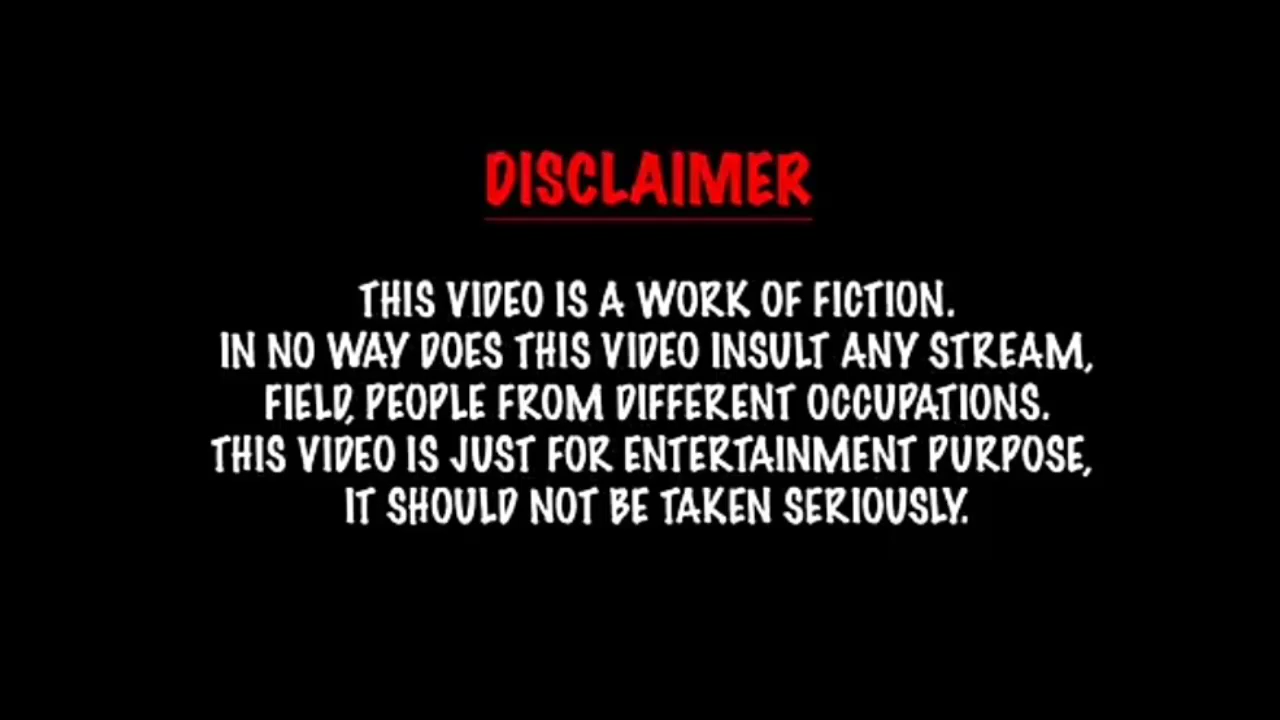 DISCLAIMER
THIS VIDEO IS A WORK OF FICTION.
IN NO WAY DOES THIS VIDEO INSULT ANY STREAM,
FIELD, PEOPLE FROM DIFFERENT OCCUPATIONS.
THIS VIDEO IS JUST FOR ENTERTAINMENT PURPOSE,
IT SHOULD NOT BE TAKEN SERIOUSLY.